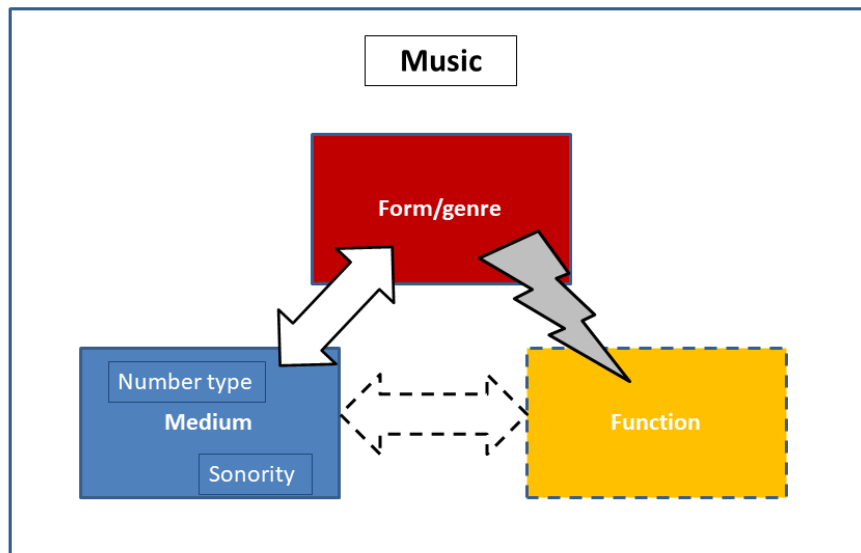 Music
Form/genre
Number type
Medium
Sonority
Function